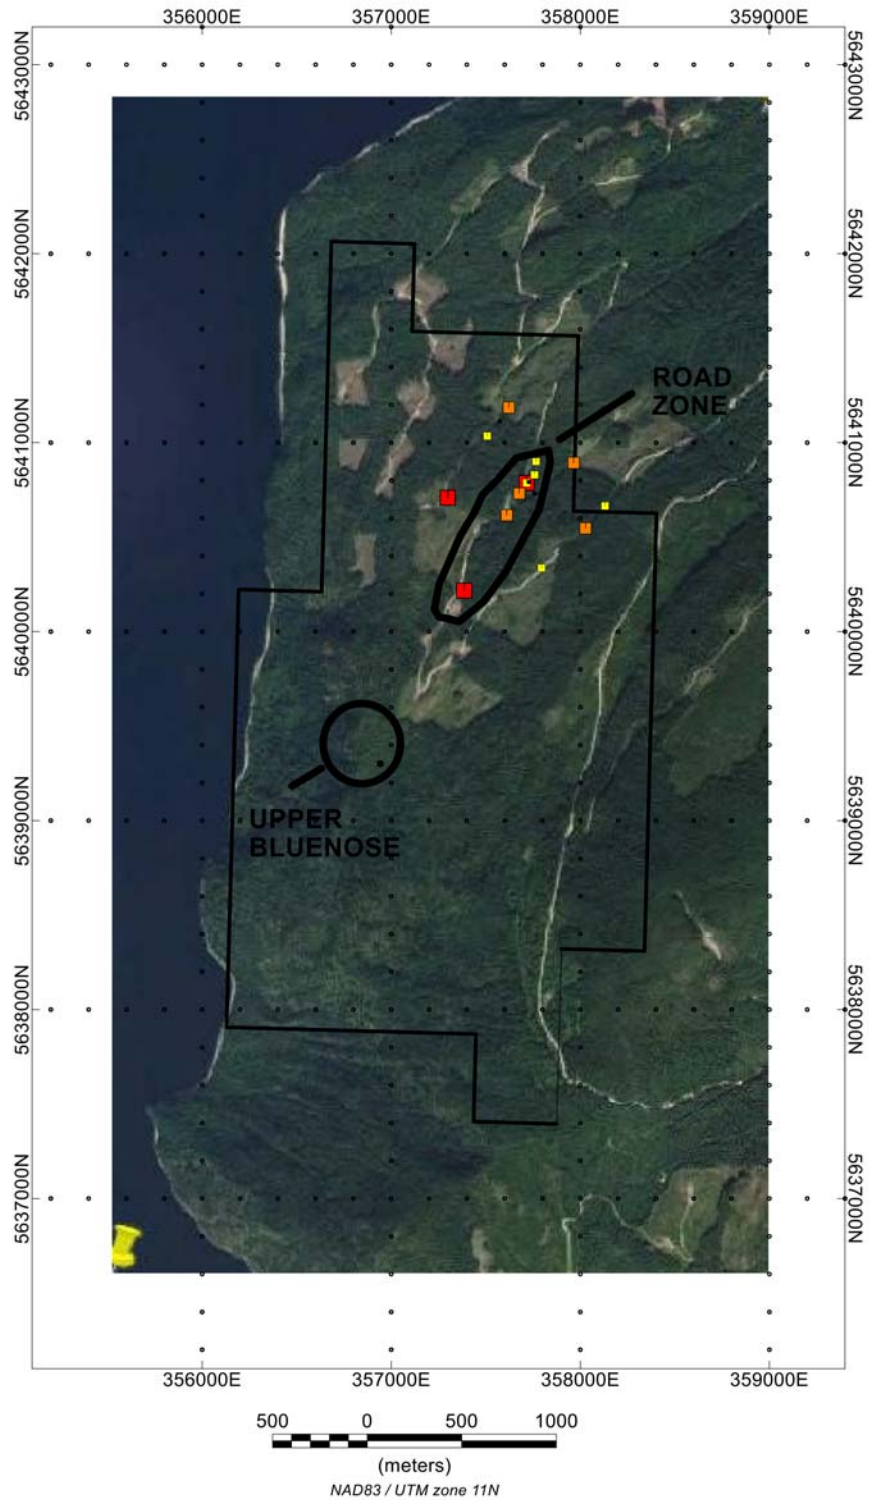 356000E 357000E 358000E 359000E
5643000N 5643000N
5642000N 5642000N
ROAD
ZONE
5641000N 5641000N
5640000N 5640000N
UPPER
BLUENOSE
5639000N 5639000N
5638000N 5638000N
5637000N 5637000N
356000E 357000E 358000E 359000E
500 0 500 1000
(meters)
NAD83 / UTM zone 11N